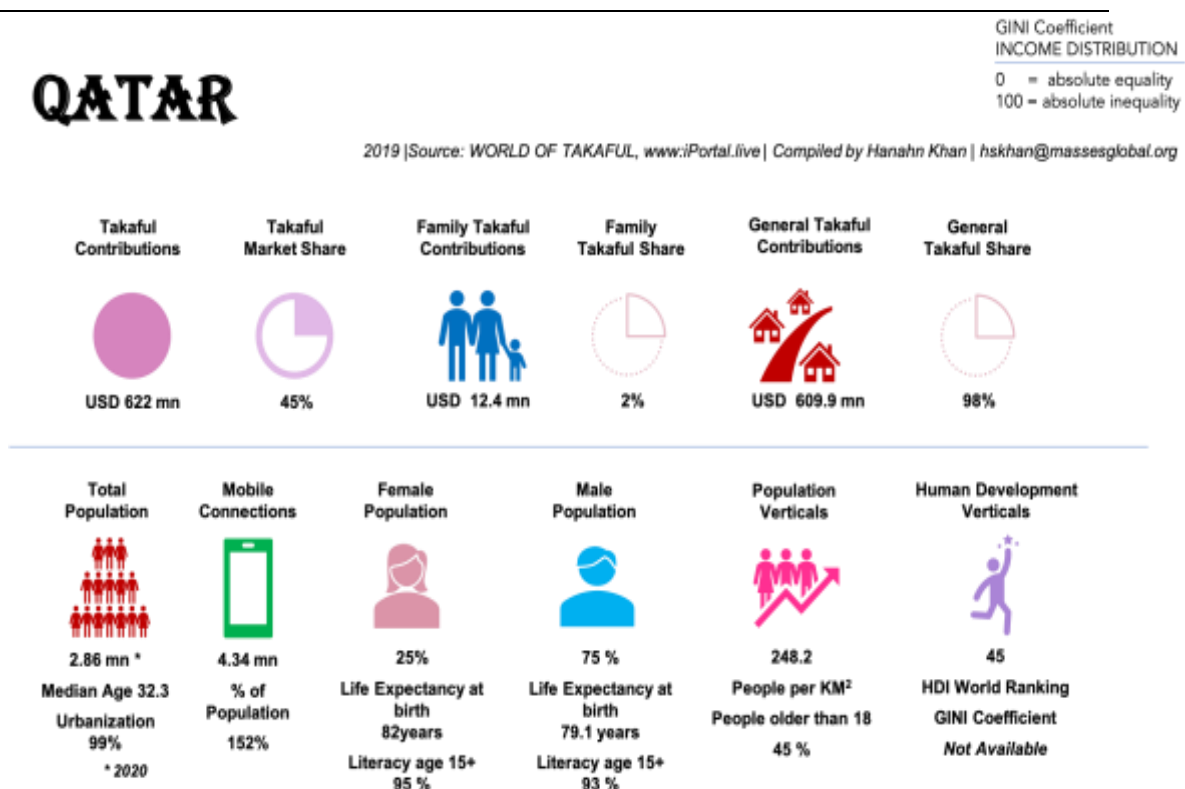 GINI Coefficient
INCOME DISTRIBUTION
0 = absolute equality
100 = absolute inequality
QATAR
2019 |Source: WORLD OF TAKAFUL, www:iPortal.live | Compiled by Hanahn Khan | hskhan@massesglobal.org
Takaful
Contributions
USD 622 mn
Takaful
Market Share
45%
Family Takaful
Contributions
USD 12.4 mn
Family
Takaful Share
2%
General Takaful
Contributions
USD 609.9 mn
General
Takaful Share
98%
Total
Population
2.86 mn *
Median Age 32.3
Urbanization
99%
* 2020
Mobile
Connections
4.34 mn
% of
Population
152%
Female
Population
25%
Life Expectancy at
birth
82years
Literacy age 15+
95 %
Male
Population
75 %
Life Expectancy at
birth
79.1 years
Literacy age 15+
93 %
Population
Verticals
248.2
People per KM²
People older than 18
45 %
Human Development
Verticals
45
HDI World Ranking
GINI Coefficient
Not Available